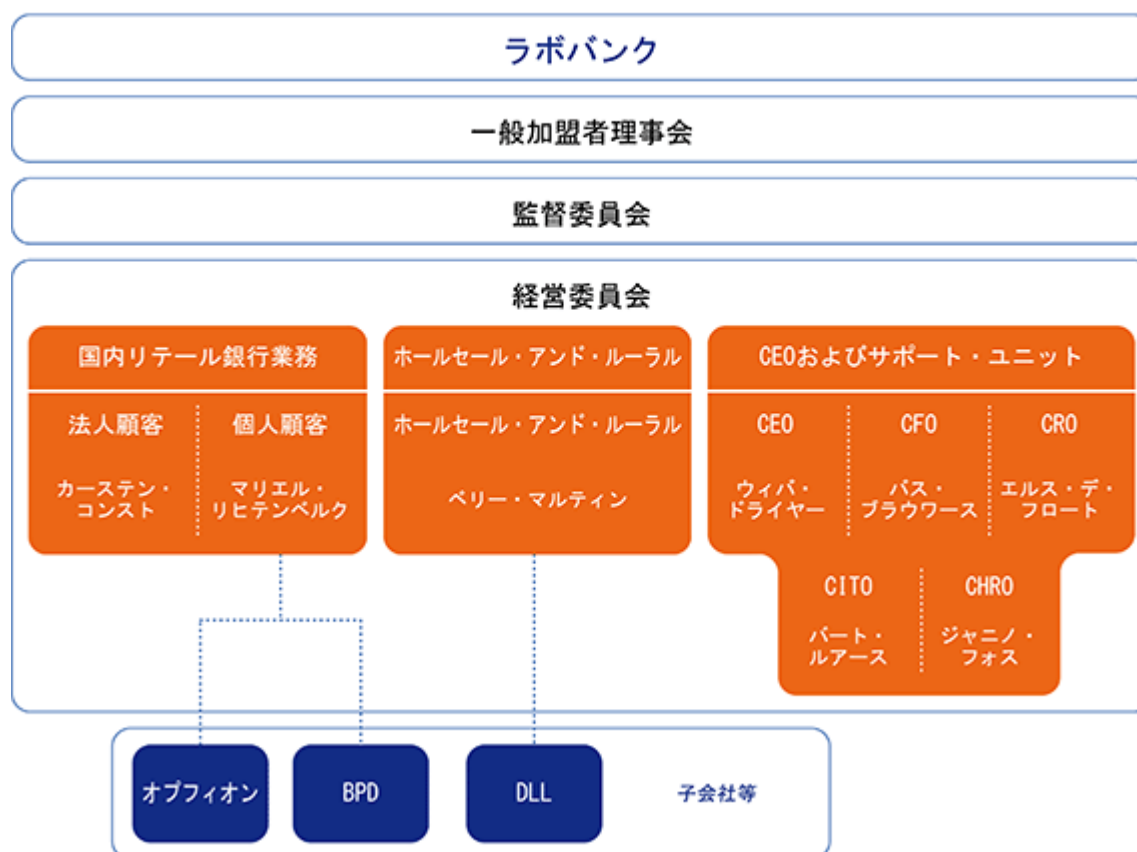 ラボバンク
一般加盟者理事会
監督委員会
経営委員会
国内リテール銀行業務
法人顧客
カーステン・
コンスト
個人顧客
マリエル・
リヒテンベルク
ホールセール・アンド・ルーラル
ホールセール・アンド・ルーラル
ベリー・マルティン
CEOおよびサポート・ユニット
CEO
ウィバ・
ドライヤー
CFO
バス・
ブラウワース
CRO
エルス・デ・
フロート
CITO
バート・
ルアース
CHRO
ジャニノ・
フォス
オブフィオン
BPD
DLL
子会社等